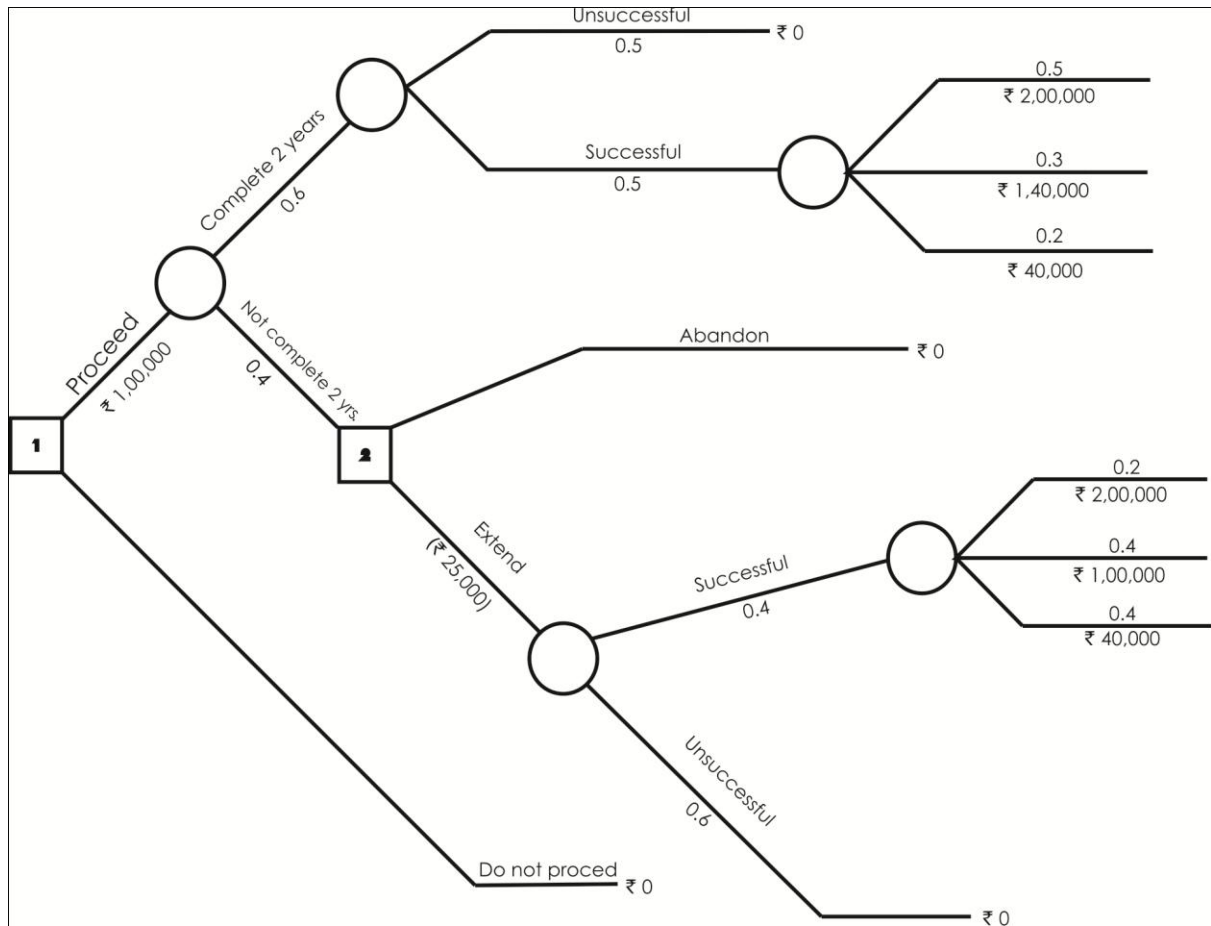 Unsuccessful
₹ 0
0.5
0.5
₹ 2,00,000
Complete 2 years
0.6
Successful
0.5
0.3
₹ 1,40,000
0.2
₹ 40,000
Proceed
₹ 1,00,000
Not complete 2 yrs.
0.4
Abandon
₹ 0
1
2
Extend
(₹ 25,000)
0.2
₹ 2,00,000
Successful
0.4
0.4
₹ 1,00,000
0.4
₹ 40,000
Unsuccessful
0.6
Do not proced
₹ 0
₹ 0